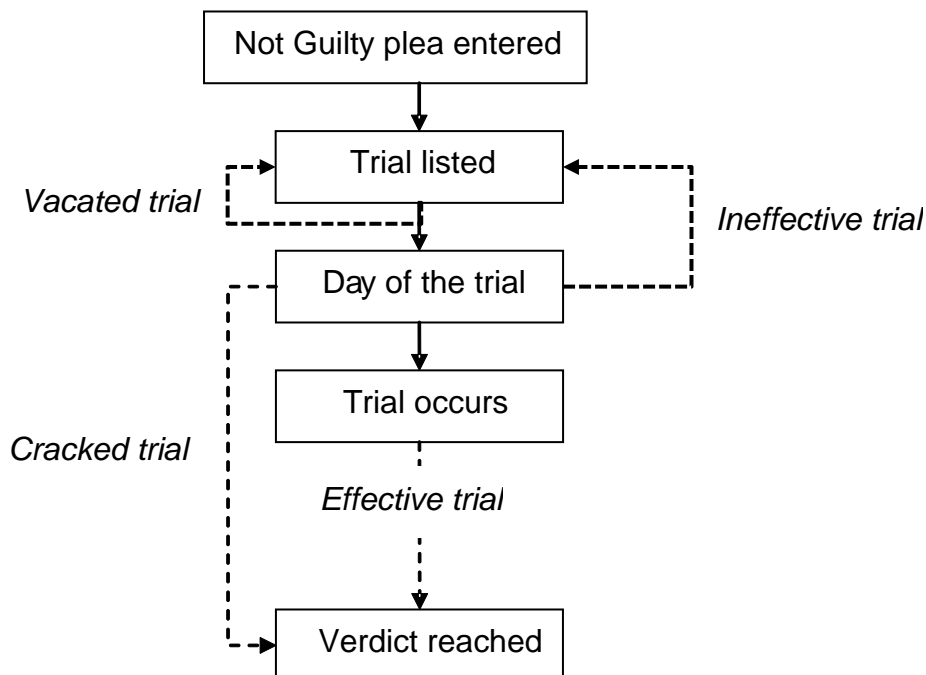 Not Guilty plea entered
Trial listed
Vacated trial
Ineffective trial
Day of the trial
Trial occurs
Cracked trial
Effective trial
Verdict reached